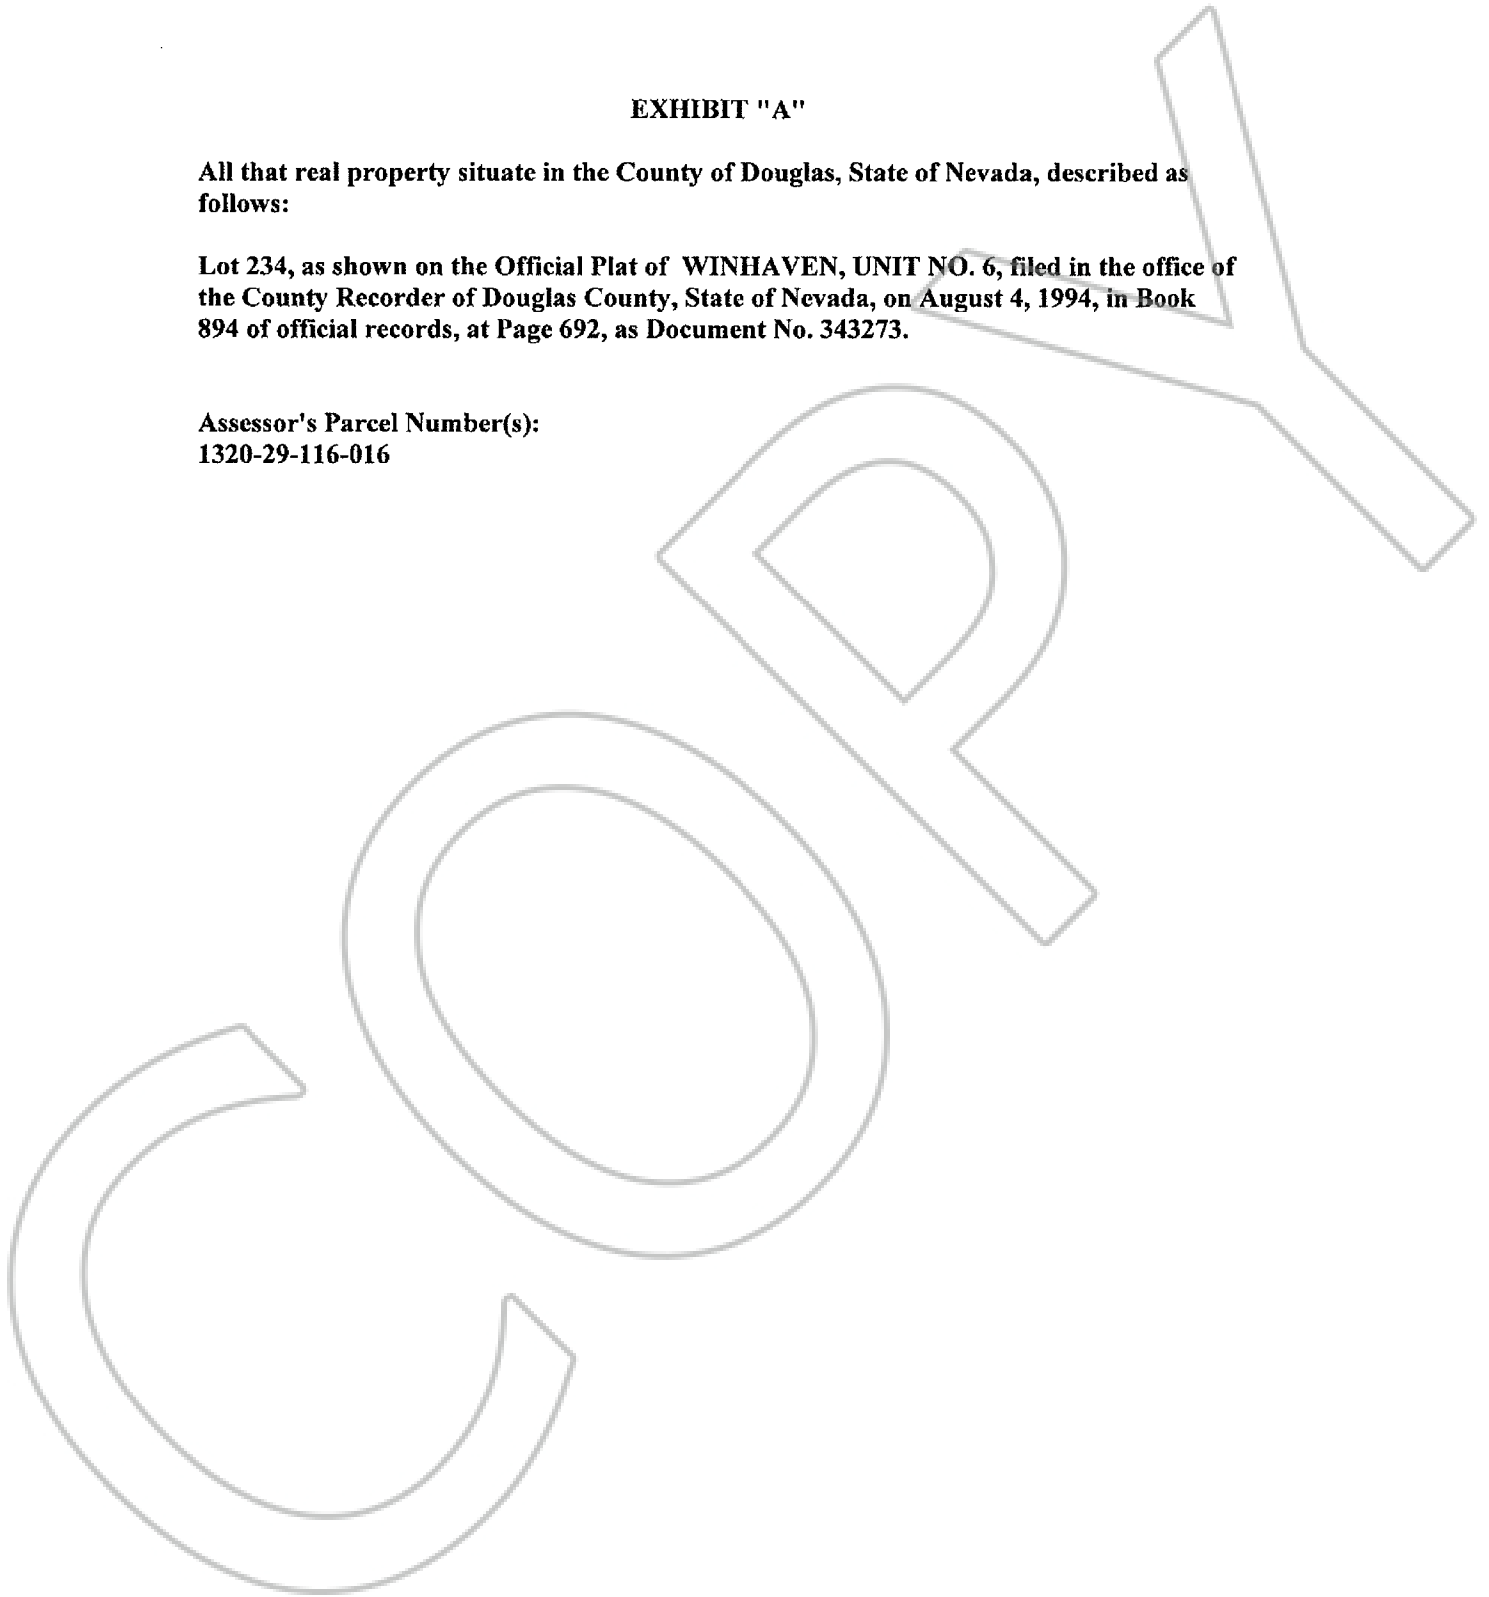 EXHIBIT "A"
All that real property situate in the County of Douglas, State of Nevada, described as
follows:
Lot 234, as shown on the Official Plat of WINHAVEN, UNIT NO. 6, filed in the office of
the County Recorder of Douglas County, State of Nevada, on August 4, 1994, in Book
894 of official records, at Page 692, as Document No. 343273.
Assessor's Parcel Number(s):
1320-29-116-016
COPY